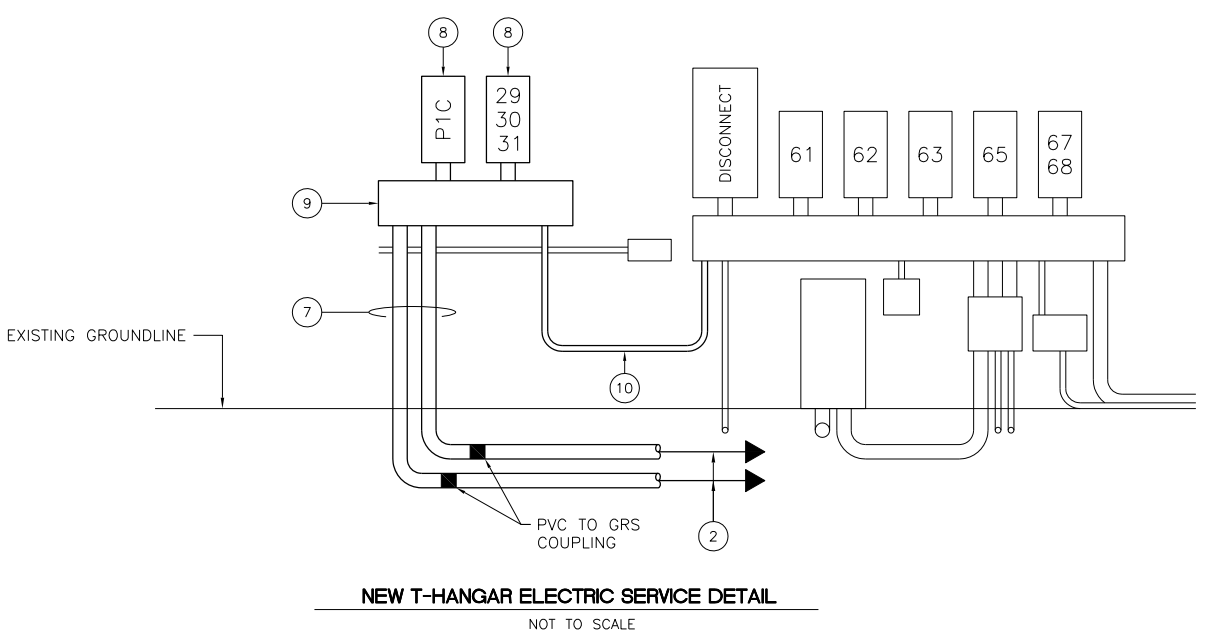 8
8
P1C
29
30
31
DISCONNECT
61
62
63
65
67
68
9
7
EXISTING GROUNDLINE
10
PVC TO GRS
COUPLING
2
NEW T-HANGAR ELECTRIC SERVICE DETAIL
NOT TO SCALE